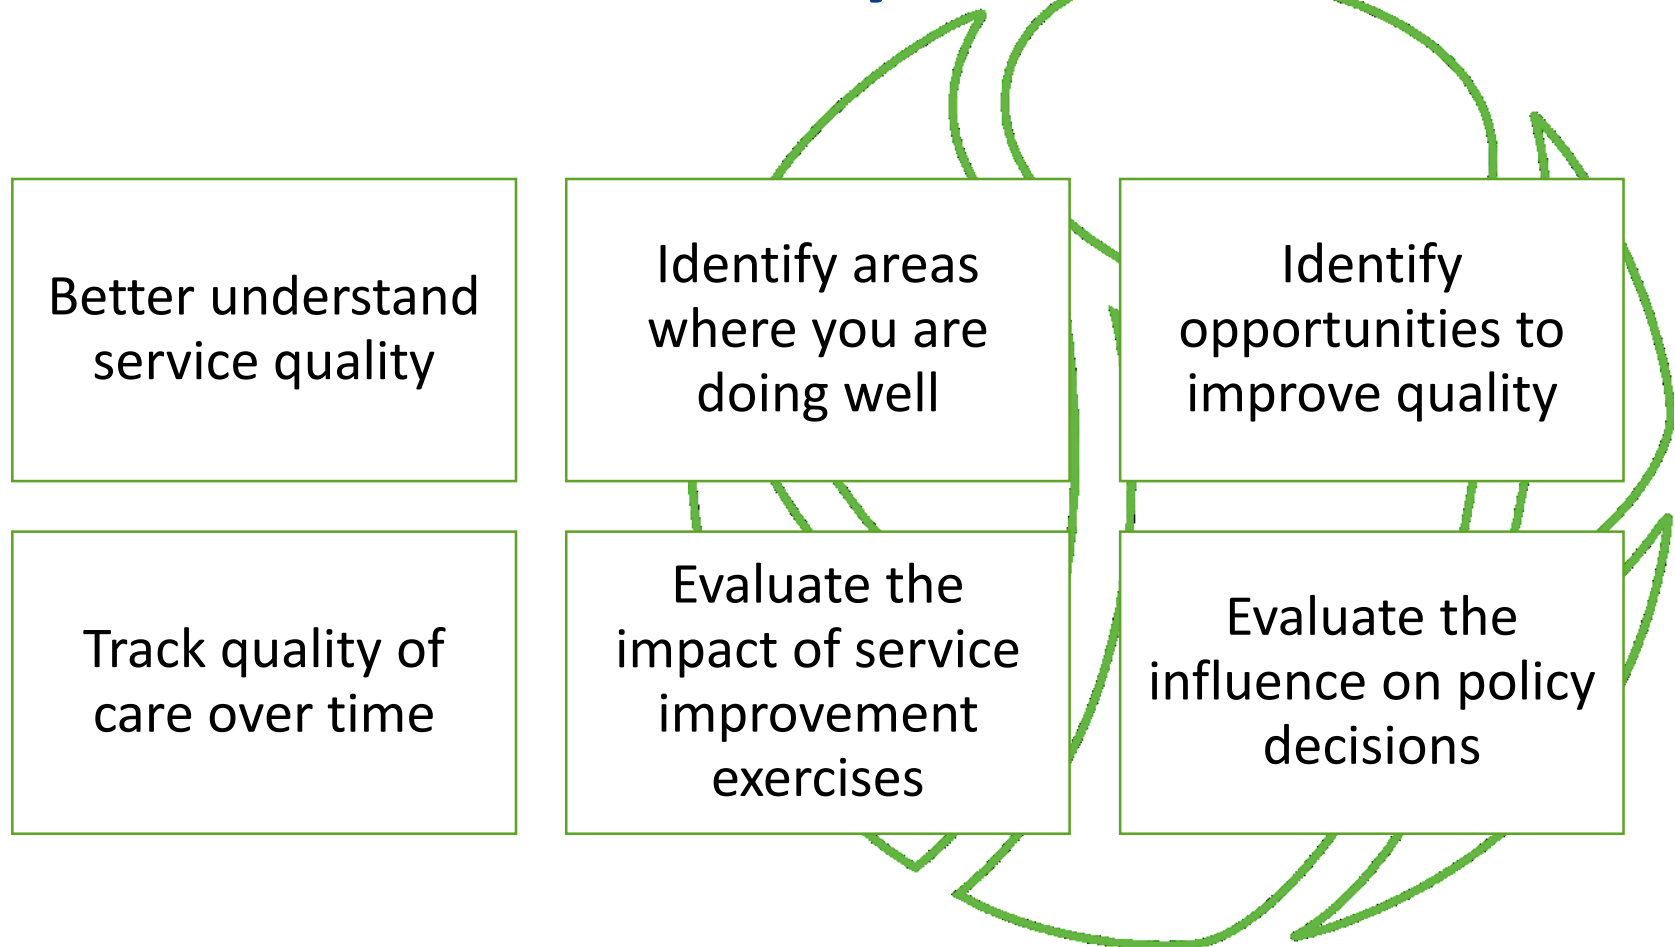 Better understand
service quality
Identify areas
where you are
doing well
Identify
opportunities to
improve quality
Track quality of
care over time
Evaluate the
impact of service
improvement
exercises
Evaluate the
influence on policy
decisions